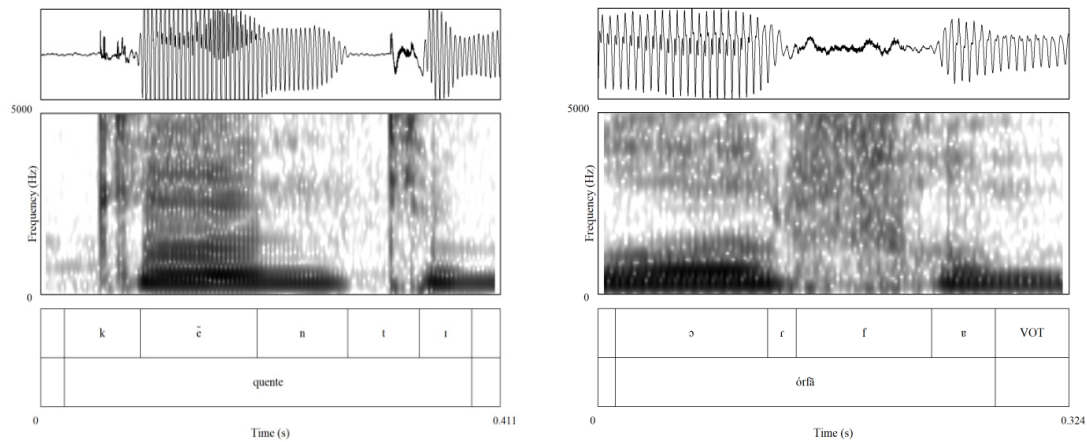 5000
Frequency (Hz)
0
k ẽ n t ɪ
quente
0 0.411
Time (s)
5000
Frequency (Hz)
0
ɔ ɾ f ɐ VOT
órfã
0 0.324
Time (s)